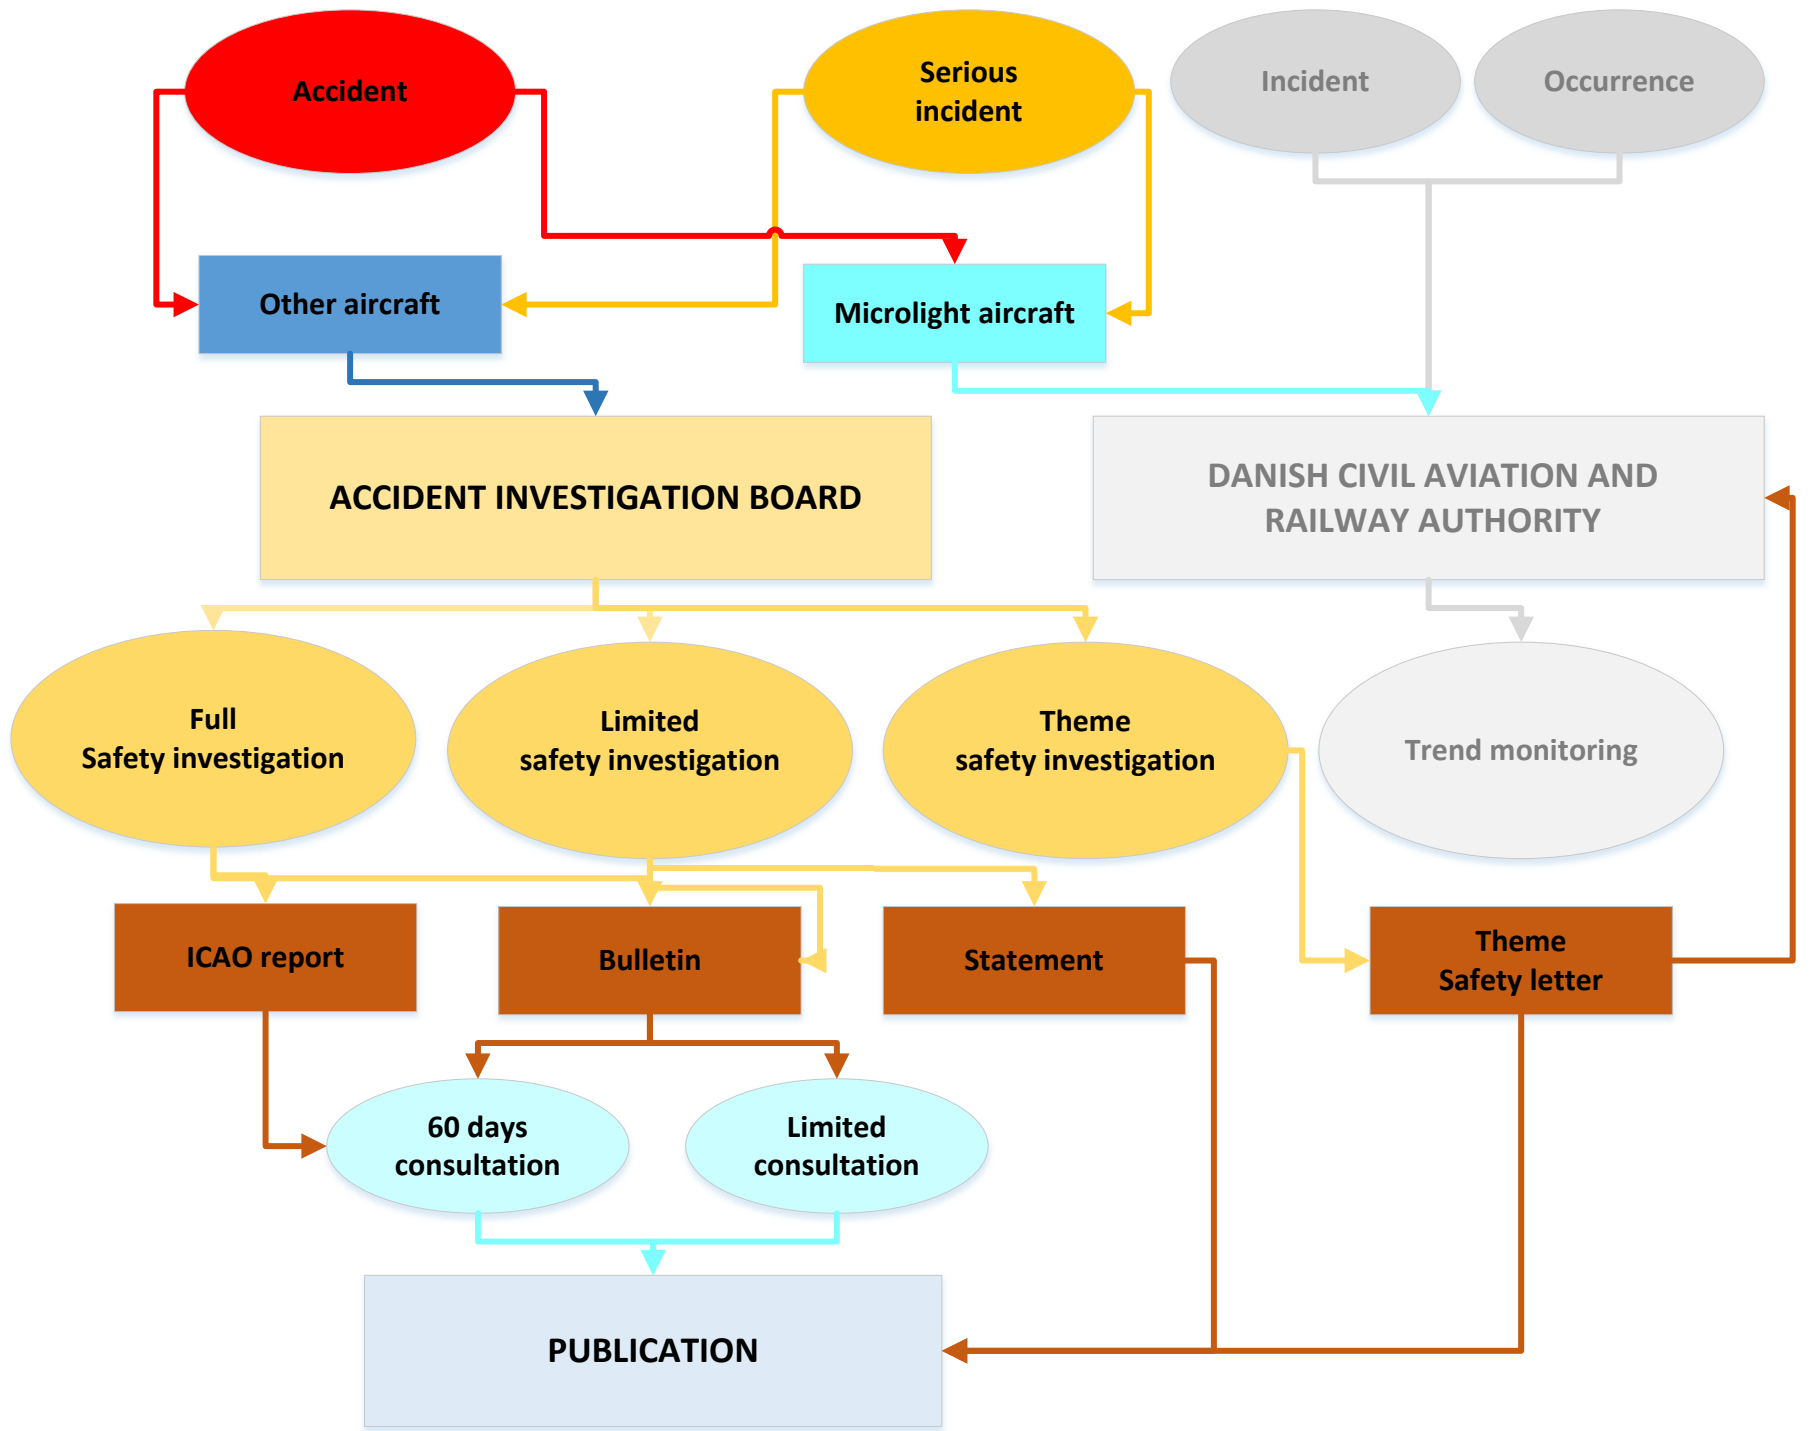 Accident
Serious
incident
Incident
Occurrence
Other aircraft
Microlight aircraft
ACCIDENT INVESTIGATION BOARD
DANISH CIVIL AVIATION AND
RAILWAY AUTHORITY
Full
Safety investigation
Limited
safety investigation
Theme
safety investigation
Trend monitoring
ICAO report
Bulletin
Statement
Theme
Safety letter
60 days
consultation
Limited
consultation
PUBLICATION